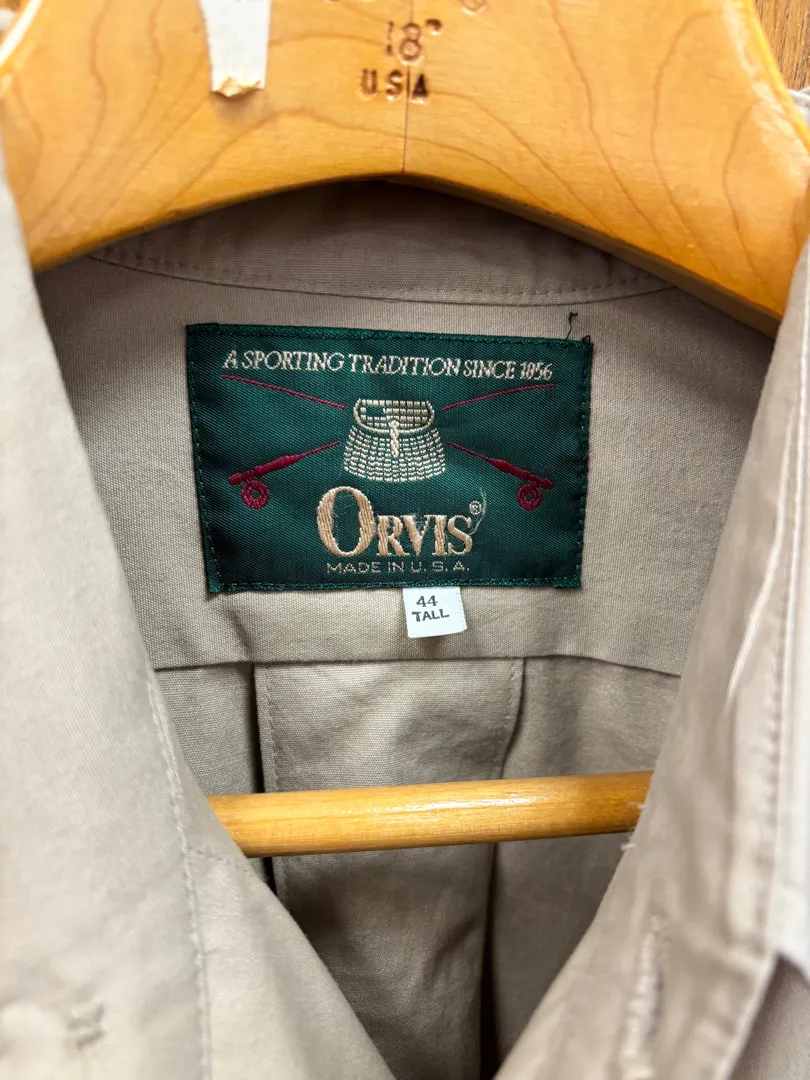 18"
USA
A SPORTING TRADITION SINCE 1856
ORVIS®
MADE IN U.S.A.
44
TALL